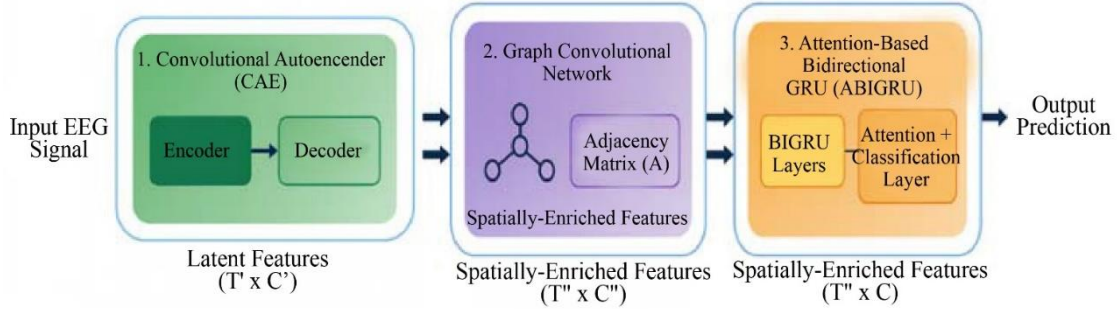 Input EEG
Signal
1. Convolutional Autoencender
(CAE)
Encoder
Decoder
Latent Features
(T' x C’)
2. Graph Convolutional
Network
Adjacency
Matrix (A)
Spatially-Enriched Features
Spatially-Enriched Features
(T" x C")
3. Attention-Based
Bidirectional
GRU (ABIGRU)
BIGRU
Layers
Attention +
Classification
Layer
Spatially-Enriched Features
(T" x C)
Output
Prediction